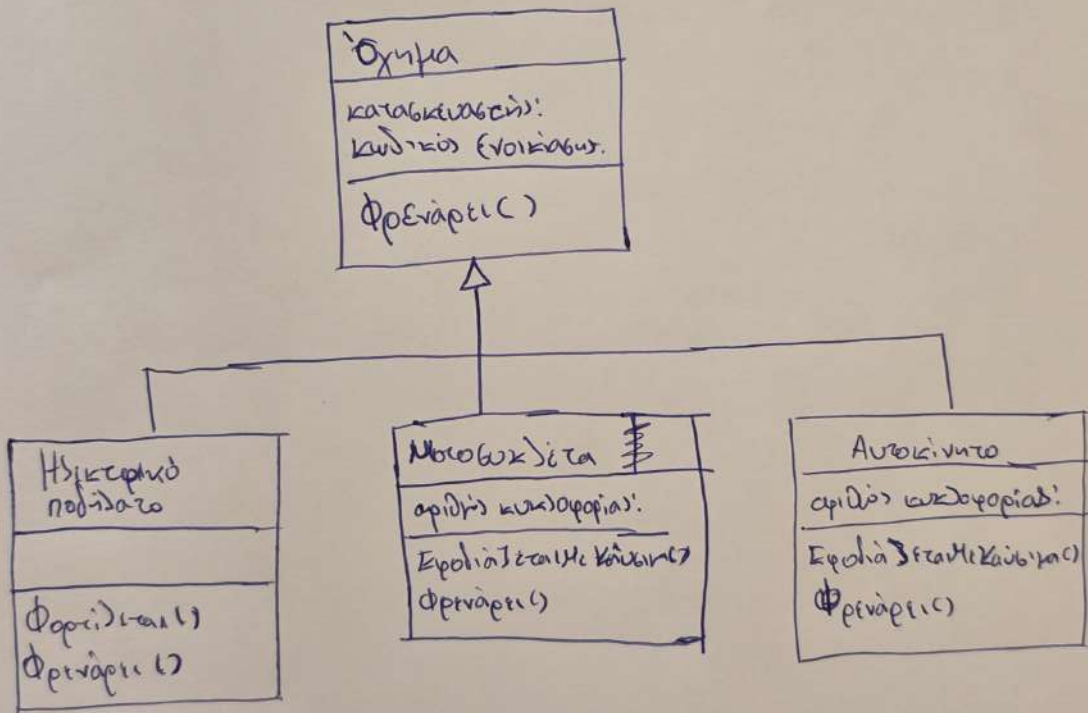 Όχημα
κατασκευαστής:
κωδικός ενοικίασης:
Φρενάρει()
Ηλεκτρικό
ποδήλατο
Φορτίζεται()
Φρενάρει()
Μοτοσυκλέτα
αριθμός κυκλοφορίας:
ΕφοδιάζεταιΜεΚαύσιμα()
Φρενάρει()
Αυτοκίνητο
αριθμός κυκλοφορίας:
ΕφοδιάζεταιΜεΚαύσιμα()
Φρενάρει()